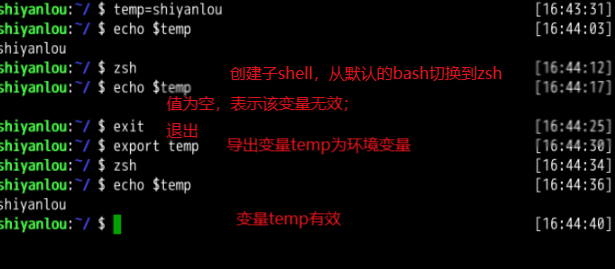 shiyanlou:~/ $ temp=shiyanlou [16:43:31]
shiyanlou:~/ $ echo $temp [16:44:03]
shiyanlou
shiyanlou:~/ $ zsh [16:44:12]
创建子shell，从默认的bash切换到zsh
shiyanlou:~/ $ echo $temp [16:44:17]
值为空，表示该变量无效；
shiyanlou:~/ $ exit [16:44:25]
退出
shiyanlou:~/ $ export temp [16:44:30]
导出变量temp为环境变量
shiyanlou:~/ $ zsh [16:44:34]
shiyanlou:~/ $ echo $temp [16:44:36]
shiyanlou
shiyanlou:~/ $ [16:44:40]
变量temp有效